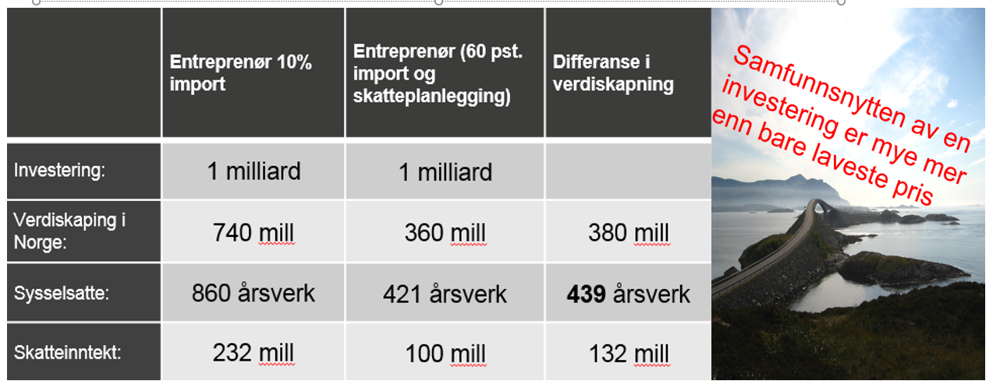 Entreprenør 10%
import
Entreprenør (60 pst.
import og
skatteplanlegging)
Differanse i
verdiskapning
Investering:
1 milliard
1 milliard
Verdiskaping i
Norge:
740 mill
360 mill
380 mill
Sysselsatte:
860 årsverk
421 årsverk
439 årsverk
Skatteinntekt:
232 mill
100 mill
132 mill
Samfunnsnytten av en
investering er mye mer
enn bare laveste pris